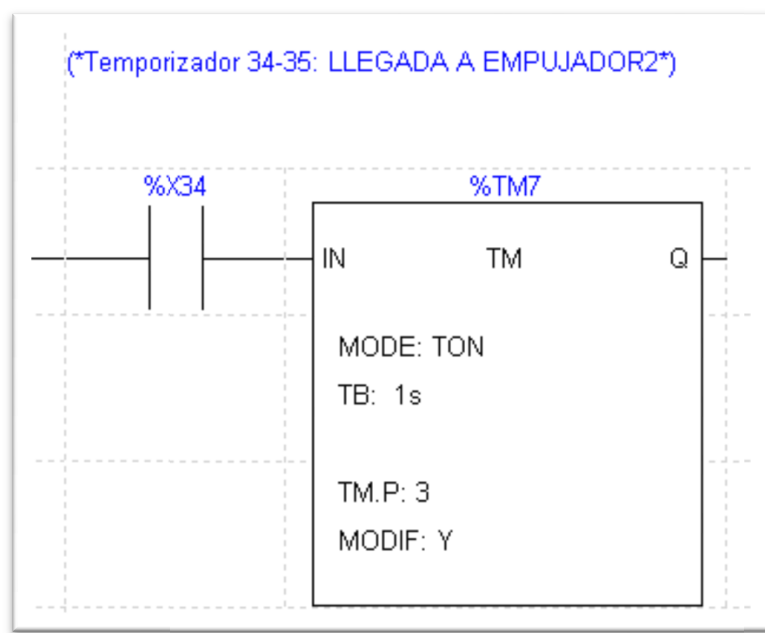 (*Temporizador 34-35: LLEGADA A EMPUJADOR2*)
%X34 %TM7
IN TM Q
MODE: TON
TB: 1s
TM.P: 3
MODIF: Y